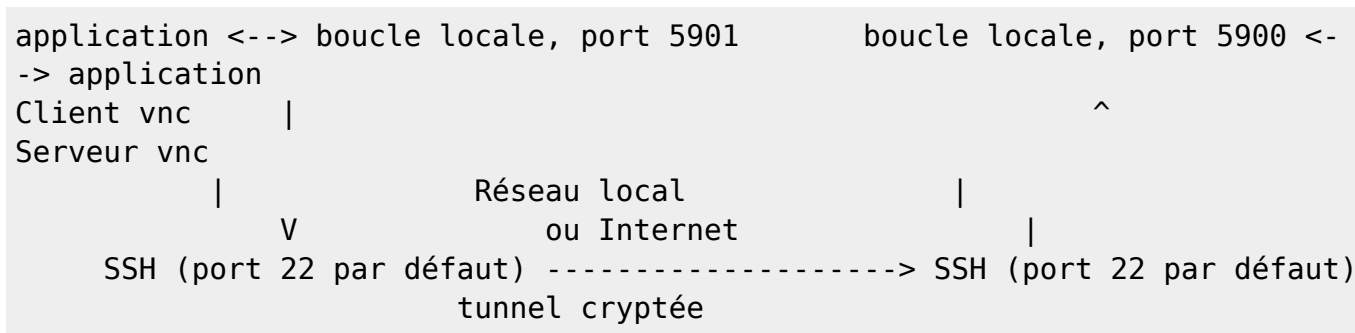 application <--> boucle locale, port 5901       boucle locale, port 5900 <-
-> application
Client vnc     |                                             ^
Serveur vnc
           |              Réseau local               |
               V              ou Internet                |
     SSH (port 22 par défaut) --------------------> SSH (port 22 par défaut)
                         tunnel cryptée